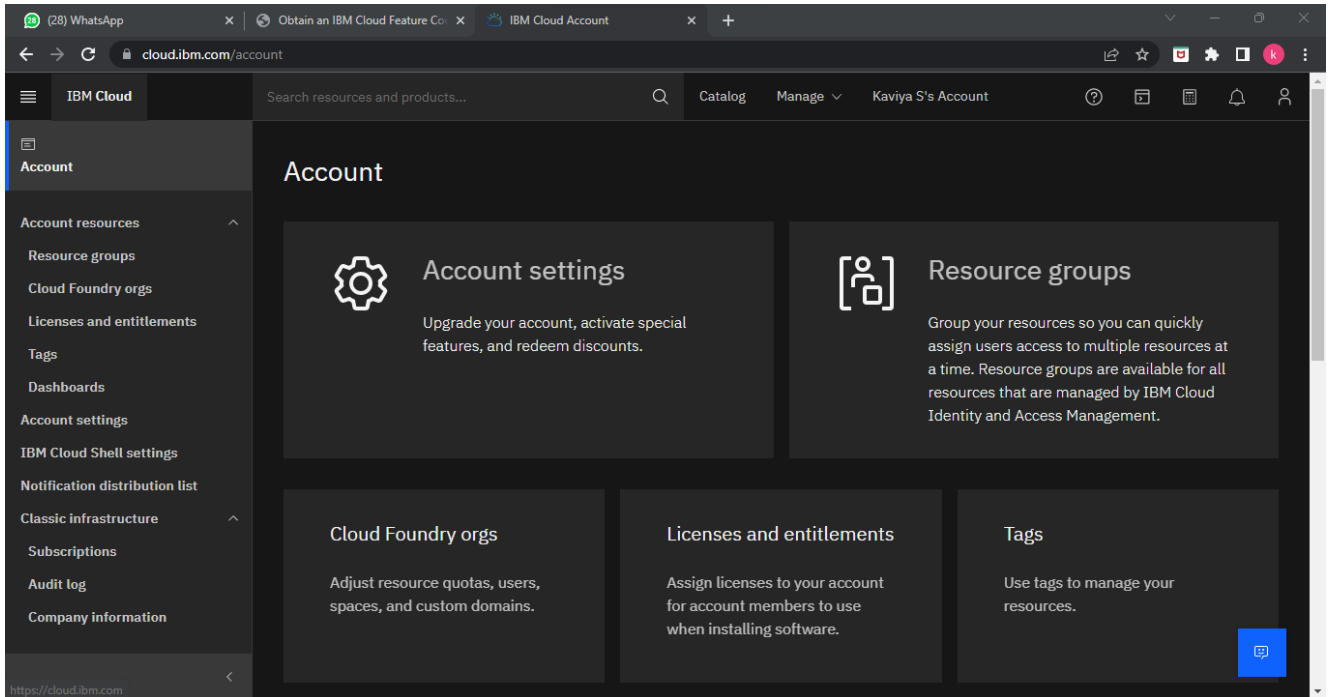 28 (28) WhatsApp
Obtain an IBM Cloud Feature Co
IBM Cloud Account
cloud.ibm.com/account
k
IBM Cloud
Search resources and products...
Catalog
Manage
Kaviya S's Account
Account
Account resources
Resource groups
Cloud Foundry orgs
Licenses and entitlements
Tags
Dashboards
Account settings
IBM Cloud Shell settings
Notification distribution list
Classic infrastructure
Subscriptions
Audit log
Company information
https://cloud.ibm.com
Account
Account settings
Upgrade your account, activate special
features, and redeem discounts.
Resource groups
Group your resources so you can quickly
assign users access to multiple resources at
a time. Resource groups are available for all
resources that are managed by IBM Cloud
Identity and Access Management.
Cloud Foundry orgs
Adjust resource quotas, users,
spaces, and custom domains.
Licenses and entitlements
Assign licenses to your account
for account members to use
when installing software.
Tags
Use tags to manage your
resources.